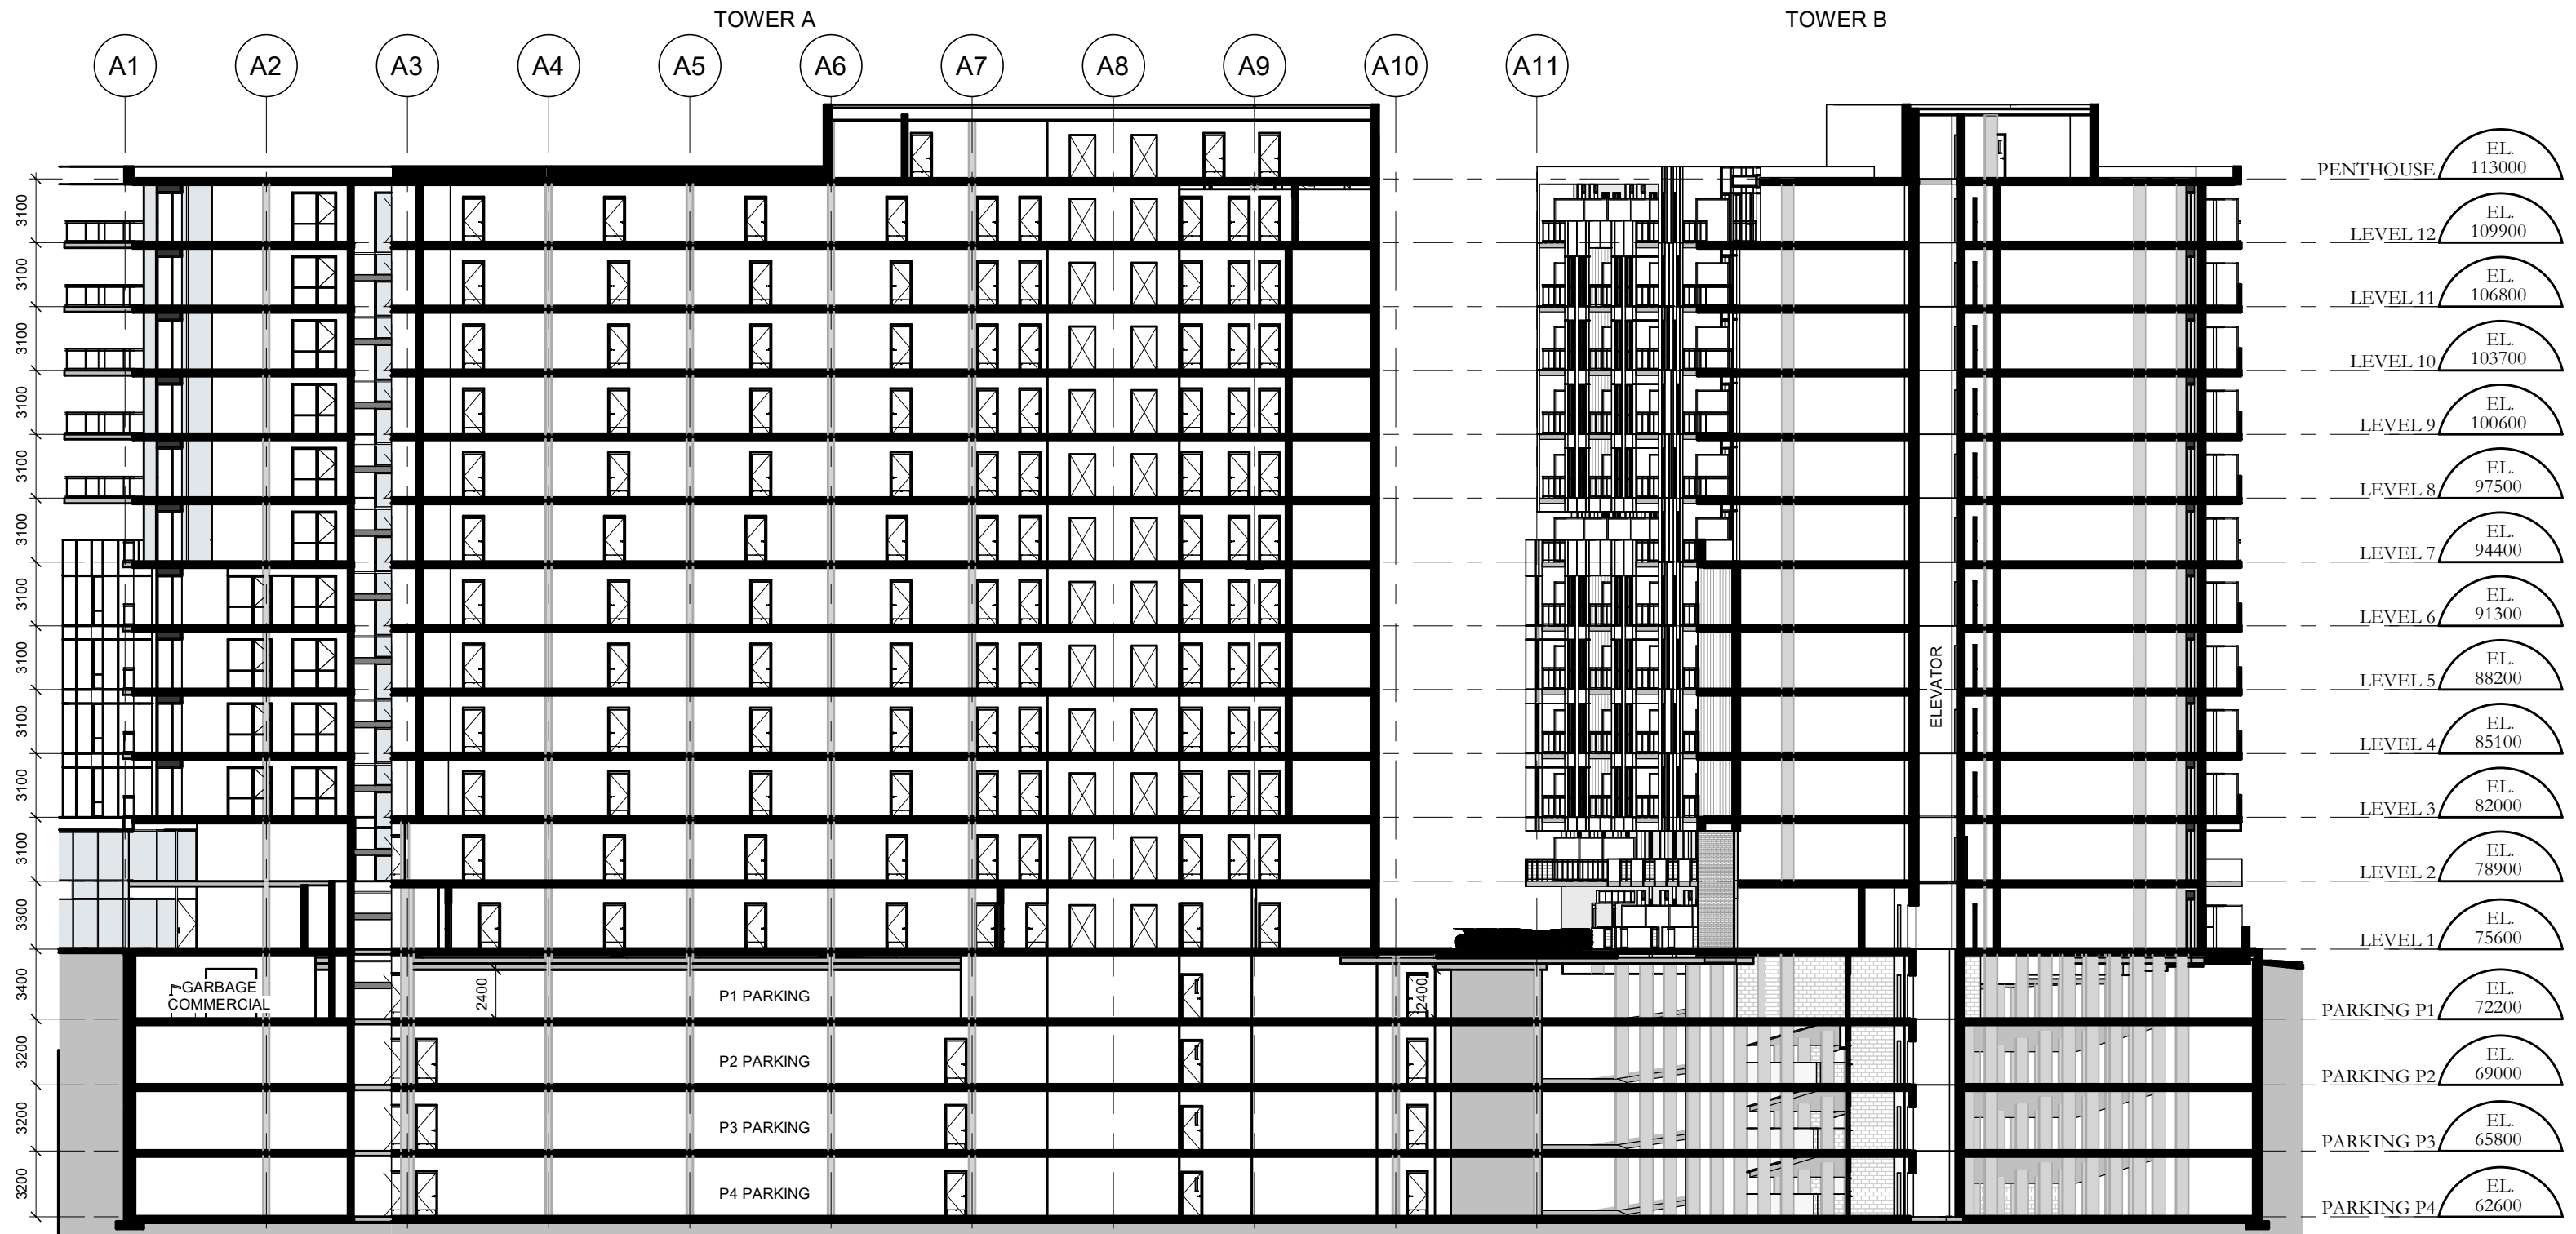 TOWER A
TOWER B
A1 A2 A3 A4 A5 A6 A7 A8 A9 A10 A11
PENTHOUSE EL. 113000
3100
LEVEL 12 EL. 109900
3100
LEVEL 11 EL. 106800
3100
LEVEL 10 EL. 103700
3100
LEVEL 9 EL. 100600
3100
LEVEL 8 EL. 97500
3100
LEVEL 7 EL. 94400
3100
LEVEL 6 EL. 91300
3100
LEVEL 5 EL. 88200
ELEVATOR
3100
LEVEL 4 EL. 85100
3100
LEVEL 3 EL. 82000
3100
LEVEL 2 EL. 78900
3300
LEVEL 1 EL. 75600
3400
GARBAGE
COMMERCIAL
2400
P1 PARKING
2400
PARKING P1 EL. 72200
3200
P2 PARKING
PARKING P2 EL. 69000
3200
P3 PARKING
PARKING P3 EL. 65800
3200
P4 PARKING
PARKING P4 EL. 62600